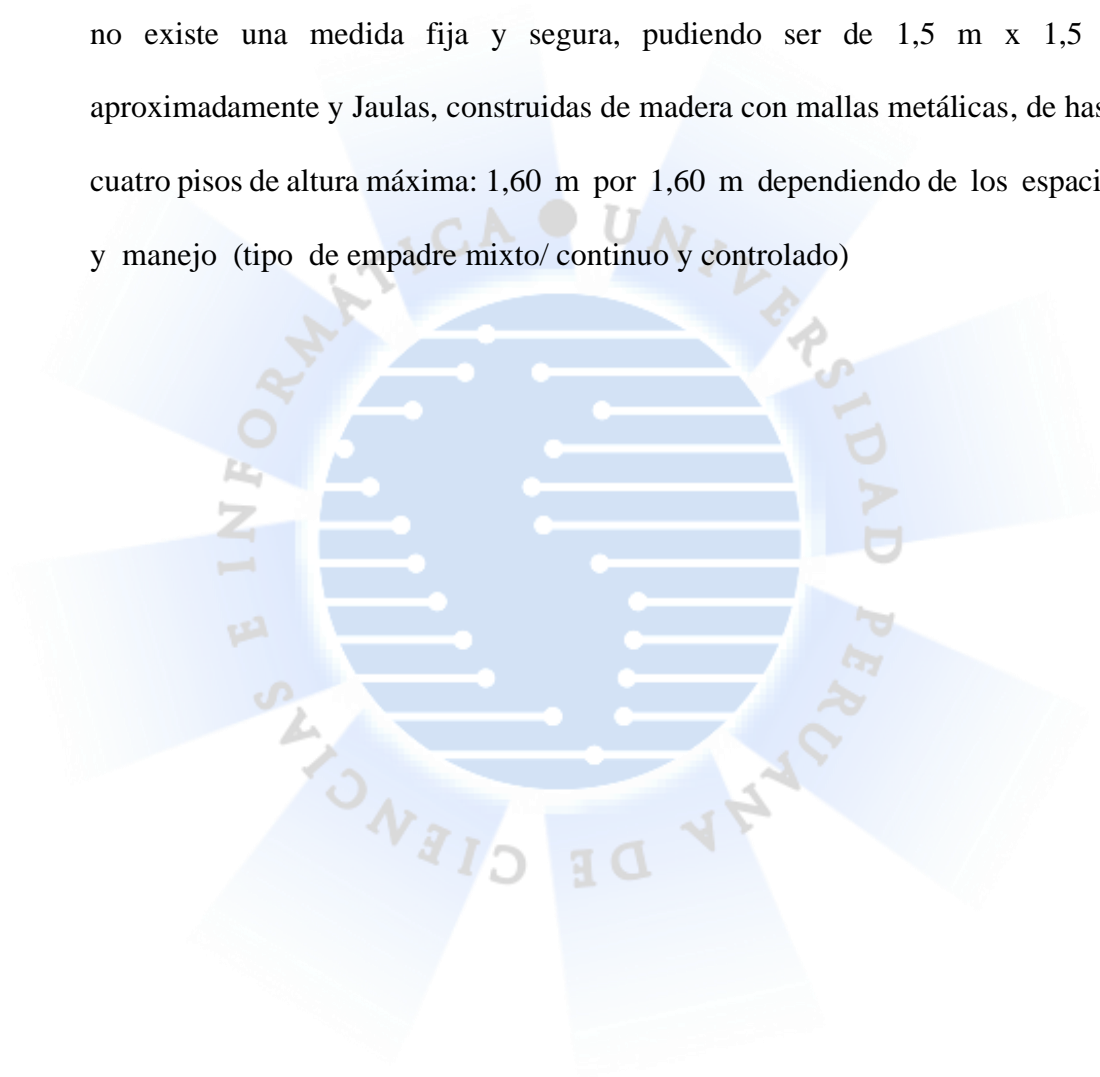 no existe una medida fija y segura, pudiendo ser de 1,5 m x 1,5
aproximadamente y Jaulas, construidas de madera con mallas metálicas, de
cuatro pisos de altura máxima: 1,60 m por 1,60 m dependiendo de los
y manejo (tipo de empadre mixto/ continuo y controlado)
UNIVERSIDAD PERUANA DE CIENCIAS E INFORMÁTICA